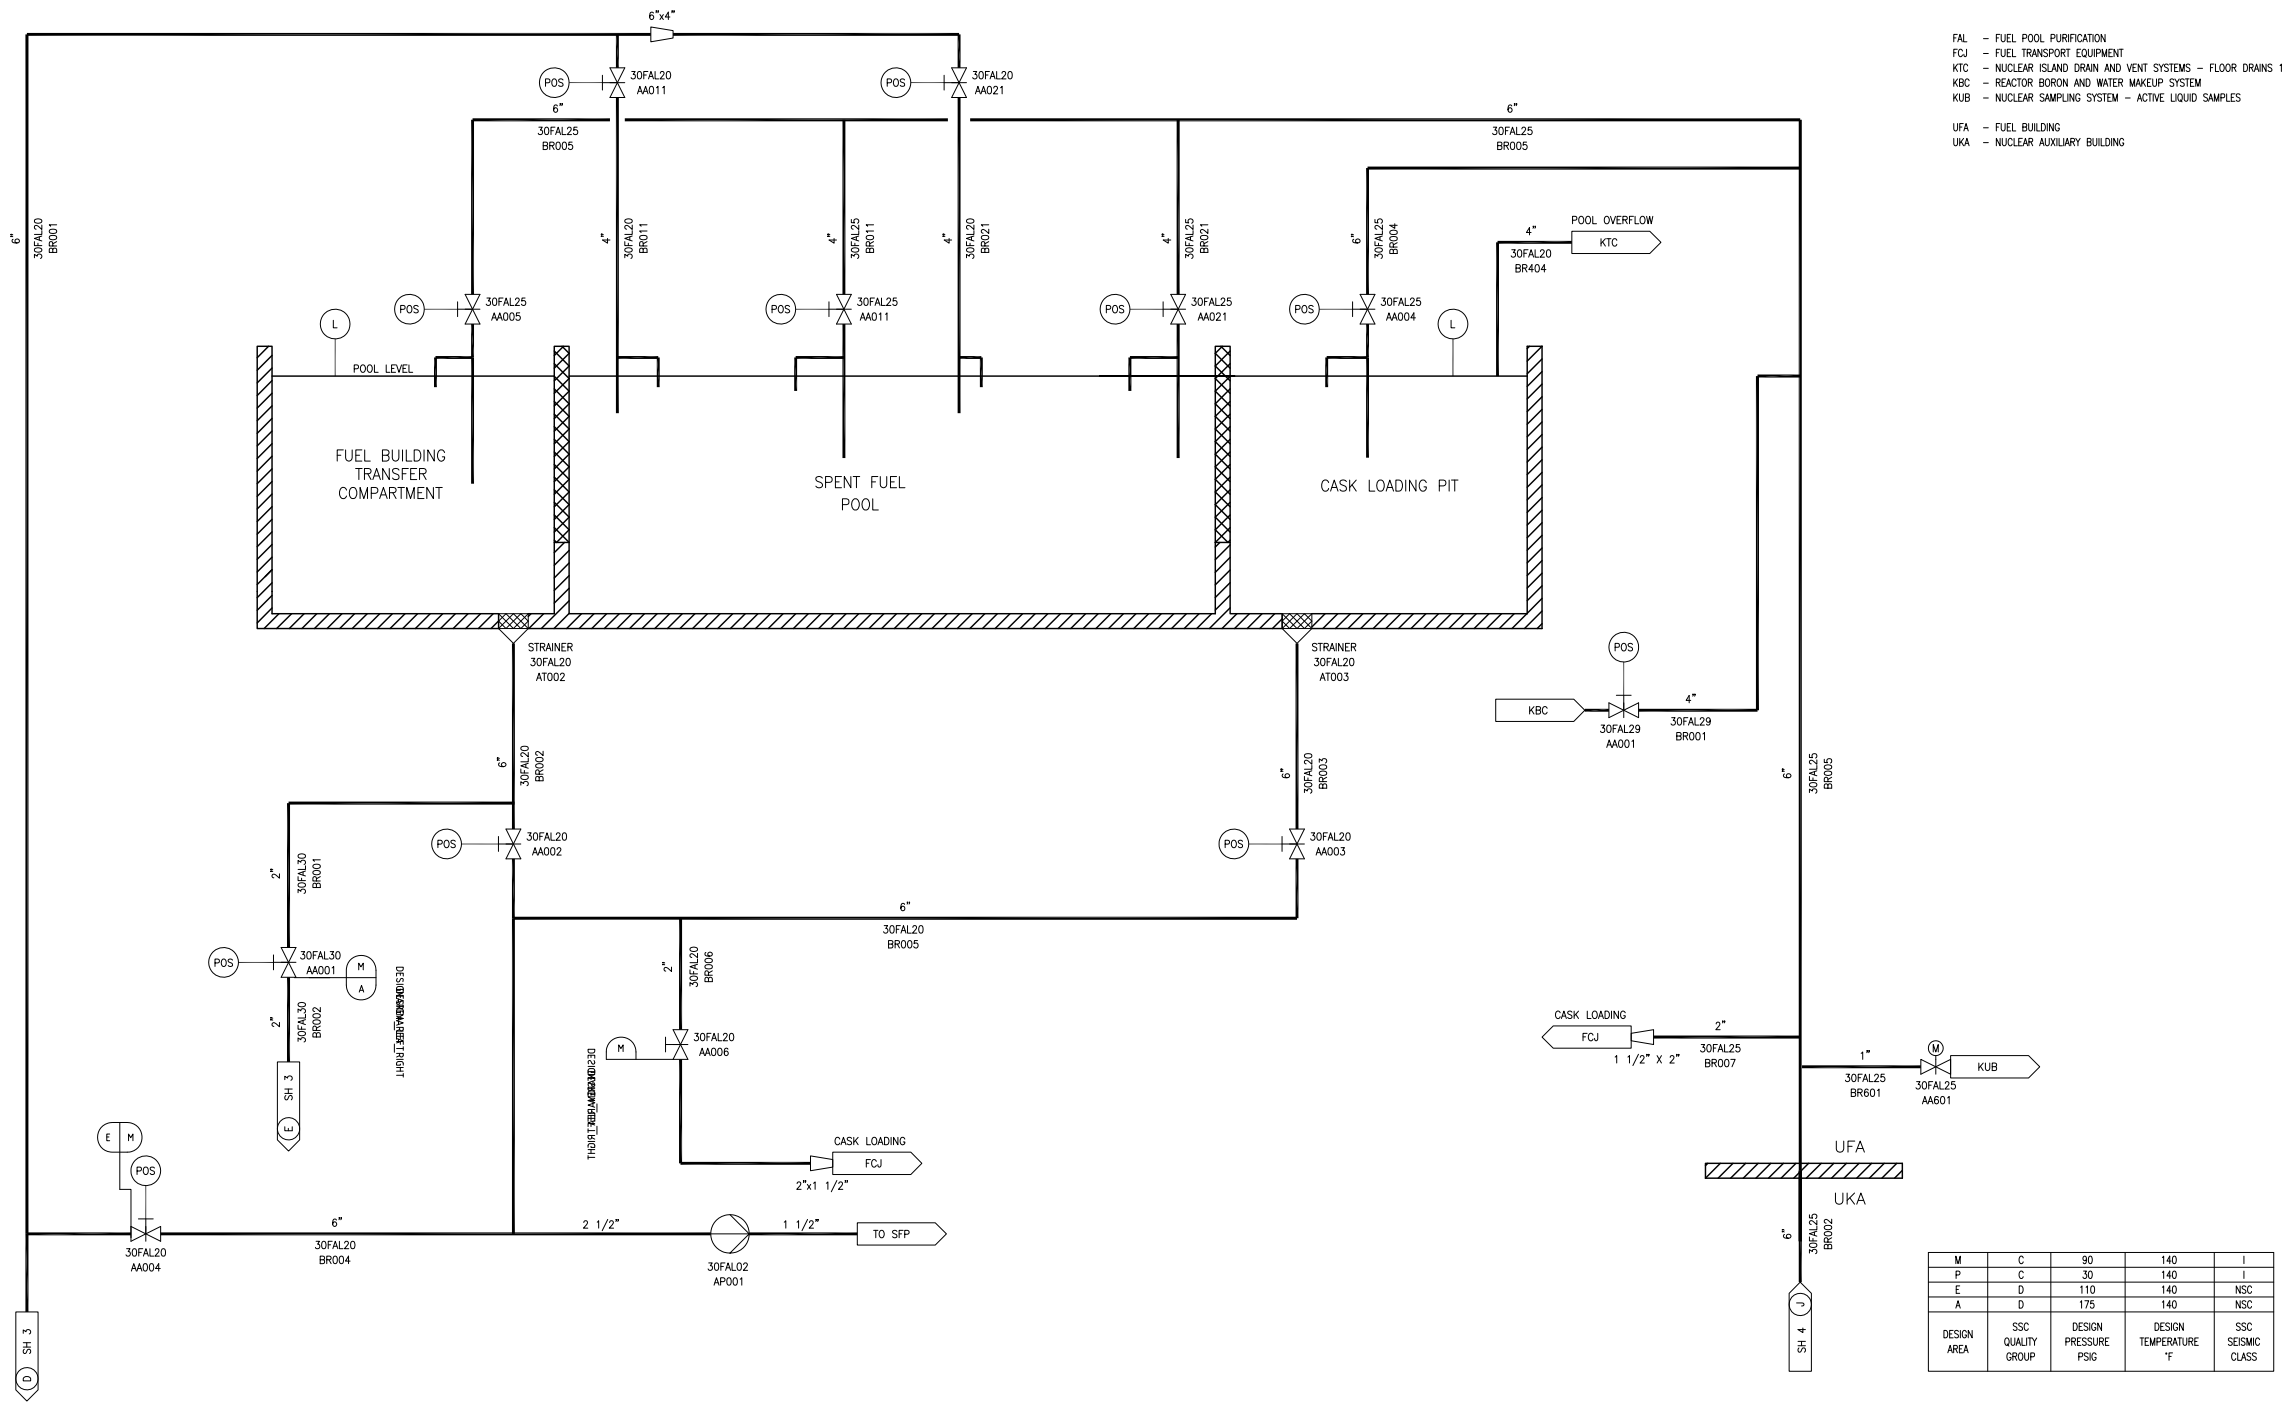 6"x4"
FAL – FUEL POOL PURIFICATION
FCJ – FUEL TRANSPORT EQUIPMENT
KTC – NUCLEAR ISLAND DRAIN AND VENT SYSTEMS – FLOOR DRAINS 1
KBC – REACTOR BORON AND WATER MAKEUP SYSTEM
KUB – NUCLEAR SAMPLING SYSTEM – ACTIVE LIQUID SAMPLES
UFA – FUEL BUILDING
UKA – NUCLEAR AUXILIARY BUILDING
POS
30FAL20
AA011
POS
30FAL20
AA021
6"
30FAL25
BR005
6"
30FAL25
BR005
6"
30FAL20
BR001
4"
30FAL20
BR011
4"
30FAL25
BR011
4"
30FAL20
BR021
4"
30FAL25
BR021
6"
30FAL25
BR004
POOL OVERFLOW
4"
KTC
30FAL20
BR404
POS
30FAL25
AA005
POS
30FAL25
AA011
POS
30FAL25
AA021
POS
30FAL25
AA004
L
L
POOL LEVEL
FUEL BUILDING
TRANSFER
COMPARTMENT
SPENT FUEL
POOL
CASK LOADING PIT
STRAINER
30FAL20
AT002
STRAINER
30FAL20
AT003
POS
KBC
30FAL29
AA001
4"
30FAL29
BR001
6"
30FAL20
BR002
6"
30FAL20
BR003
6"
30FAL25
BR005
POS
30FAL20
AA002
POS
30FAL20
AA003
2"
30FAL30
BR001
6"
30FAL20
BR005
POS
30FAL30
AA001
M
A
2"
30FAL20
BR006
2"
30FAL30
BR002
SH 3
E
M
30FAL20
AA006
CASK LOADING
FCJ
2"x1 1/2"
CASK LOADING
FCJ
1 1/2" X 2"
2"
30FAL25
BR007
1"
30FAL25
BR601
M
30FAL25
AA601
KUB
UFA
UKA
E M
POS
30FAL20
AA004
6"
30FAL20
BR004
2 1/2"
1 1/2"
TO SFP
30FAL02
AP001
6"
30FAL25
BR002
J
SH 4
SH 3
D
M C 90 140 I
P C 30 140 I
E D 110 140 NSC
A D 175 140 NSC
DESIGN
AREA
SSC
QUALITY
GROUP
DESIGN
PRESSURE
PSIG
DESIGN
TEMPERATURE
°F
SSC
SEISMIC
CLASS